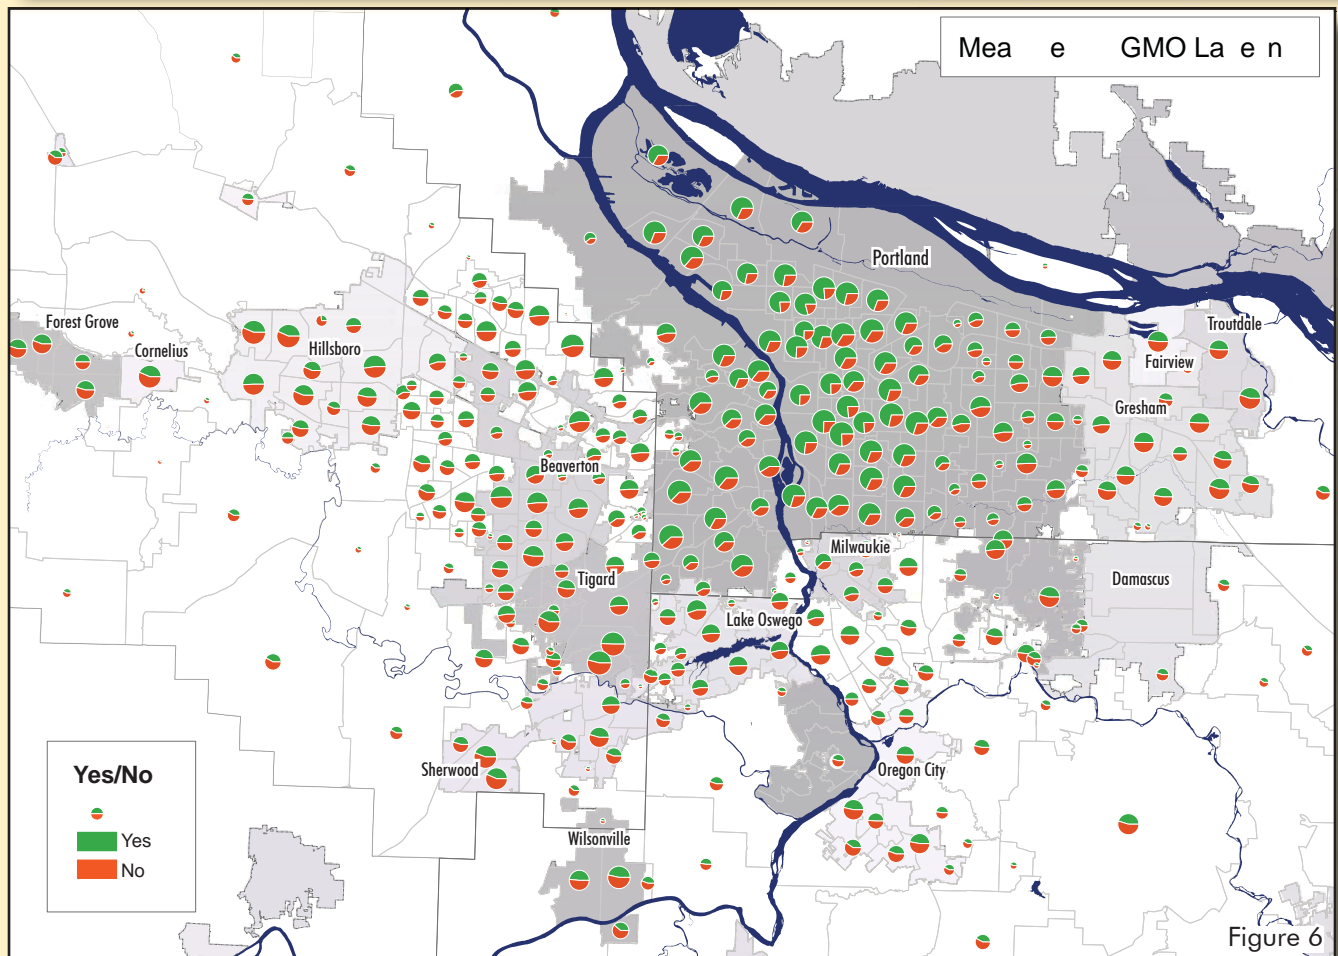 Mea e GMO La e n
Portland
Troutdale
Forest Grove
Cornelius
Hillsboro
Fairview
Gresham
Beaverton
Milwaukie
Tigard
Damascus
Lake Oswego
Sherwood
Oregon City
Wilsonville
Yes/No
Yes
No
Figure 6